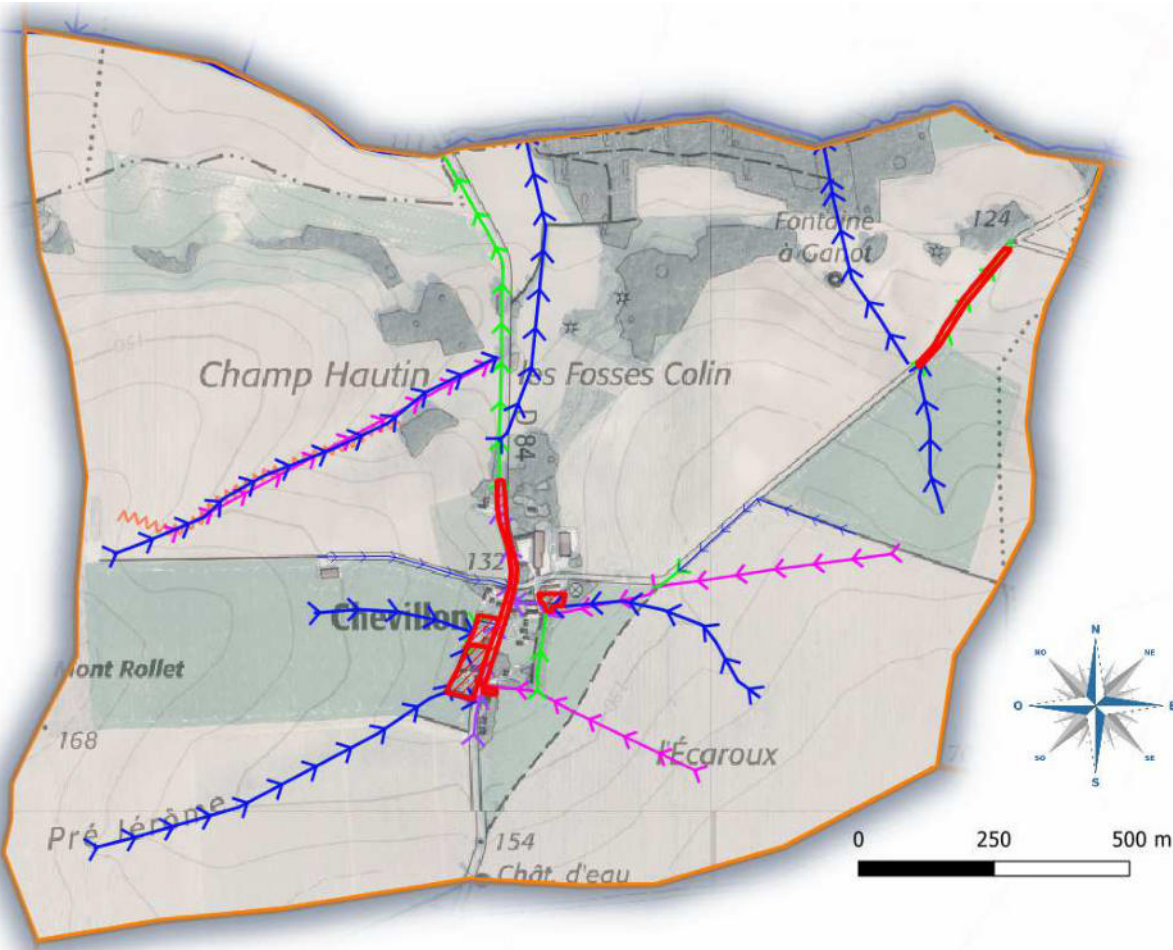 124
Fontaine
à Ganot
Champ Hautin
les Fosses Colin
D 84
132
Chevillon
Mont Rollet
168
l'Écaroux
Pré Jérôme
154
Chât. d'eau
N
NO
NE
O
E
SO
SE
S
0
250
500 m